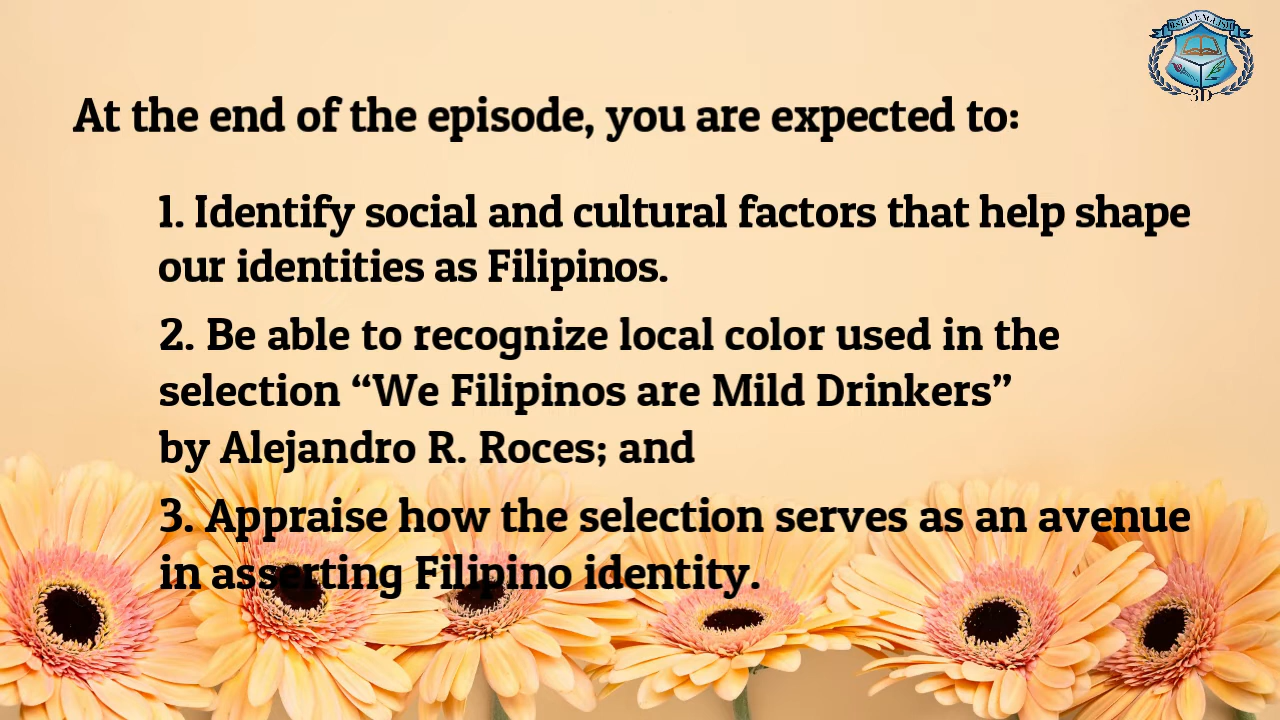 At the end of the episode, you are expected to:
1. Identify social and cultural factors that help shape
our identities as Filipinos.
2. Be able to recognize local color used in the
selection “We Filipinos are Mild Drinkers”
by Alejandro R. Roces; and
3. Appraise how the selection serves as an avenue
in asserting Filipino identity.
3D